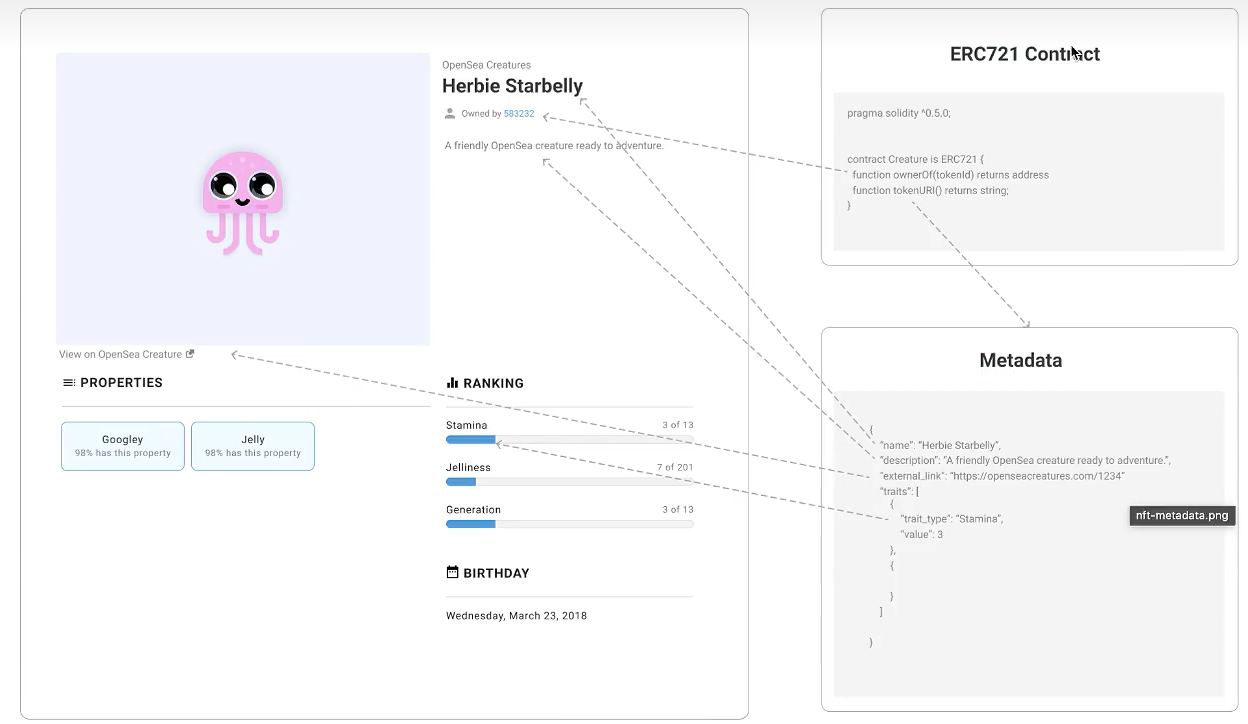 OpenSea Creatures
Herbie Starbelly
Owned by 583232
A friendly OpenSea creature ready to adventure.
View on OpenSea Creature
PROPERTIES
Googley
98% has this property
Jelly
98% has this property
RANKING
Stamina 3 of 13
Jelliness 7 of 201
Generation 3 of 13
BIRTHDAY
Wednesday, March 23, 2018
ERC721 Contract
pragma solidity ^0.5.0;
contract Creature is ERC721 {
function ownerOf(tokenId) returns address
function tokenURI() returns string;
}
Metadata
{
"name": “Herbie Starbelly”,
"description": “A friendly OpenSea creature ready to adventure.”,
"external_link": “https://openseacreatures.com/1234”
"traits": [
{
"trait_type": “Stamina”,
"value": 3
},
{
}
]
}
nft-metadata.png